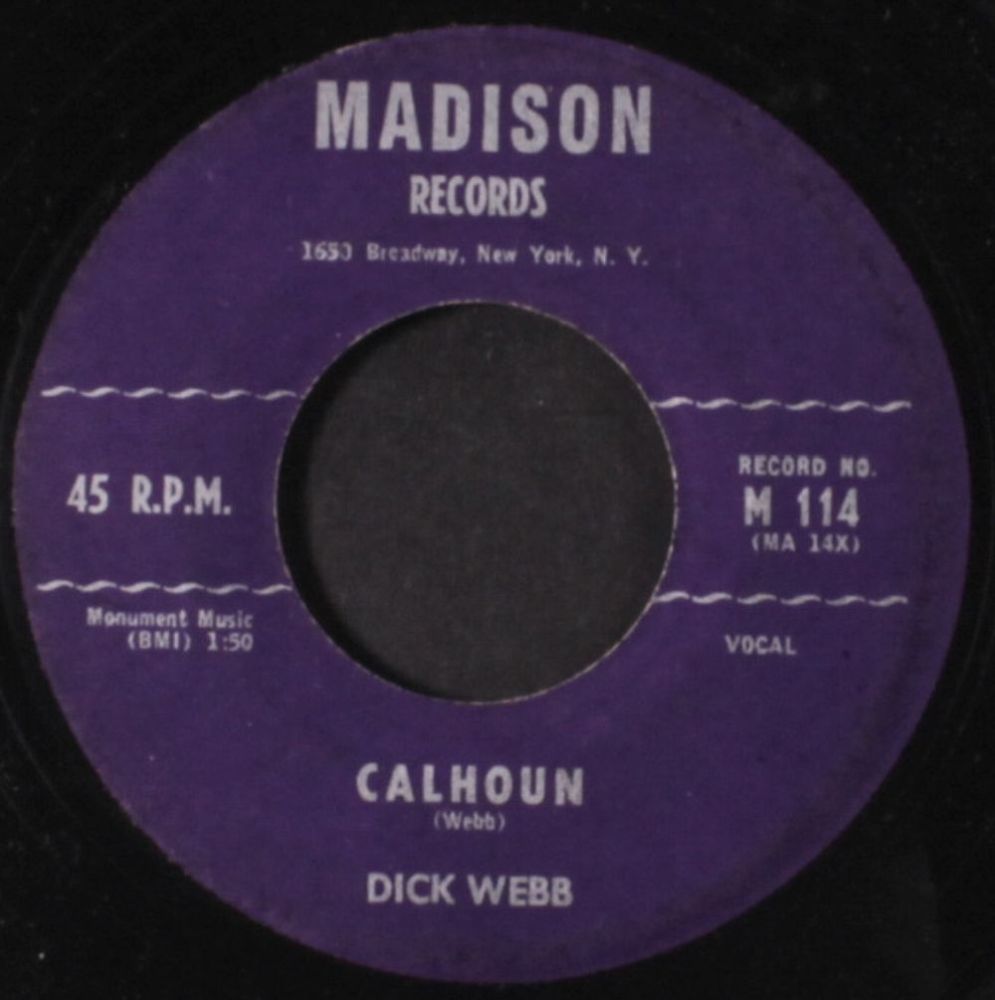 MADISON
RECORDS
1650 Broadway, New York, N. Y.
45 R.P.M.
RECORD NO.
M 114
(MA 14X)
Monument Music
(BMI) 1:50
VOCAL
CALHOUN
(Webb)
DICK WEBB